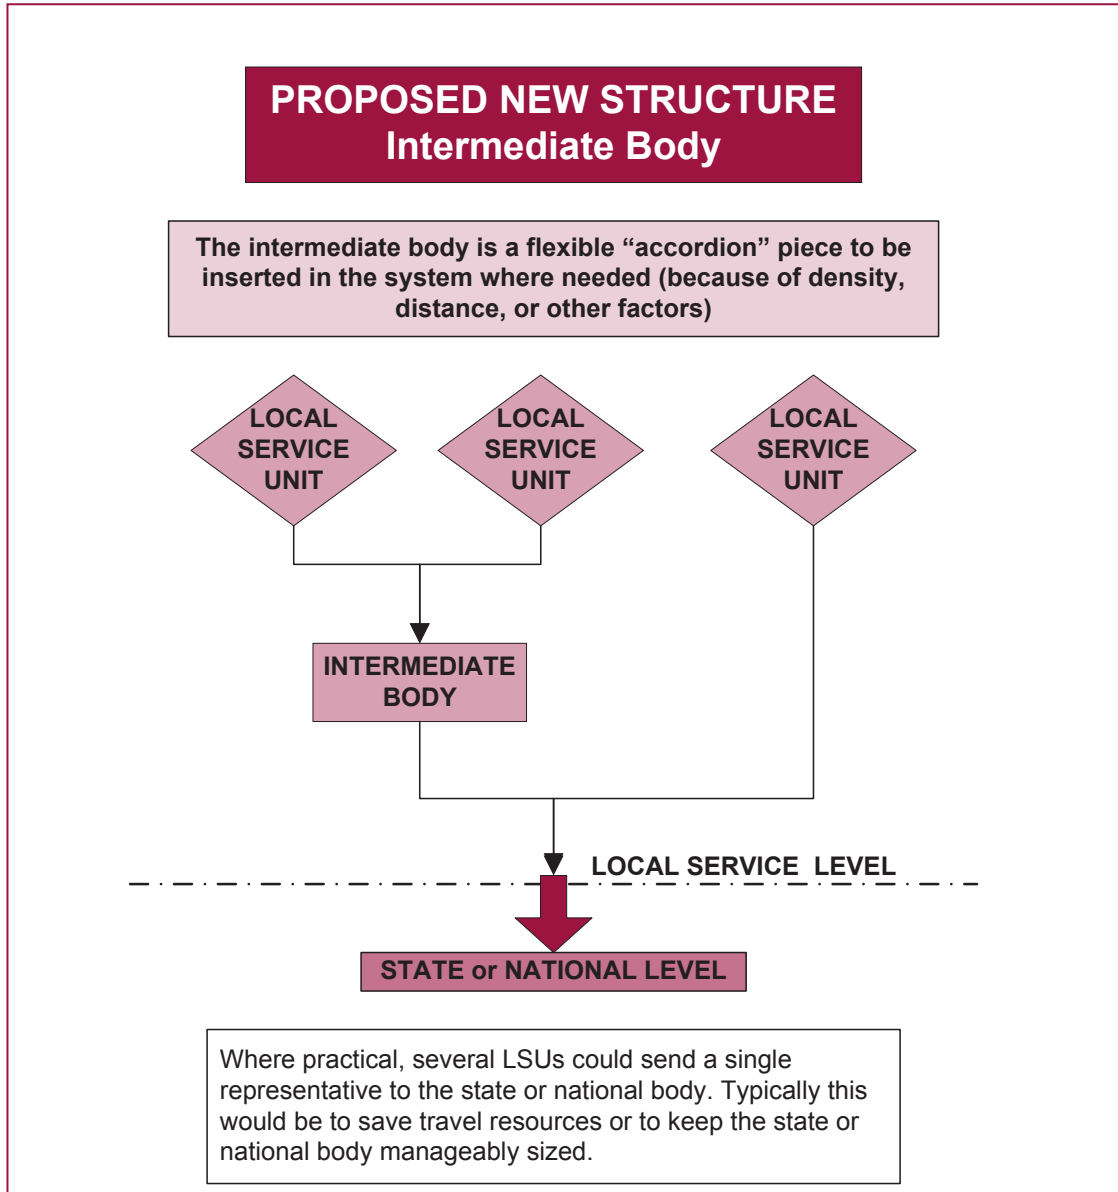 PROPOSED NEW STRUCTURE
Intermediate Body
The intermediate body is a flexible “accordion” piece to be
inserted in the system where needed (because of density,
distance, or other factors)
LOCAL
SERVICE
UNIT
LOCAL
SERVICE
UNIT
LOCAL
SERVICE
UNIT
INTERMEDIATE
BODY
LOCAL SERVICE LEVEL
STATE or NATIONAL LEVEL
Where practical, several LSUs could send a single
representative to the state or national body. Typically this
would be to save travel resources or to keep the state or
national body manageably sized.